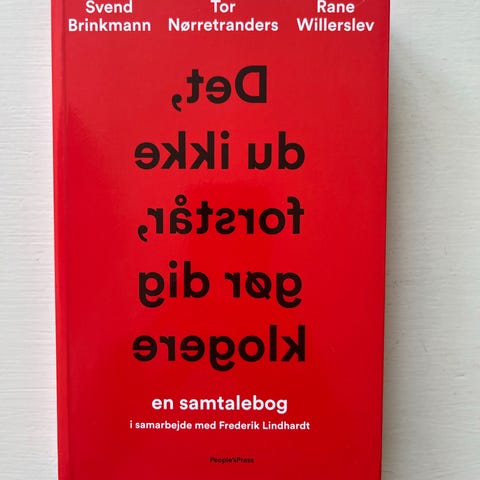 Svend Tor Rane
Brinkmann Nørretranders Willerslev
Det,
du ikke
forstår,
gør dig
klogere
en samtalebog
i samarbejde med Frederik Lindhardt
People'sPress